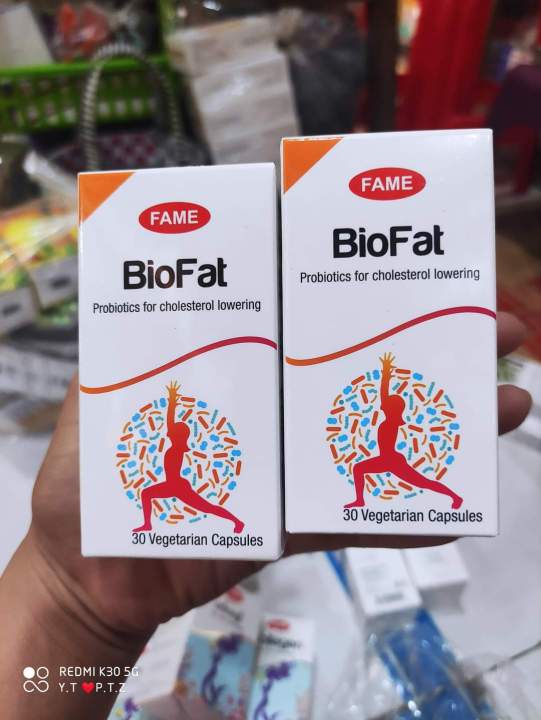 FAME
BioFat
Probiotics for cholesterol lowering
30 Vegetarian Capsules
FAME
BioFat
Probiotics for cholesterol lowering
30 Vegetarian Capsules
REDMI K30 5G
Y.T ❤P.T.Z